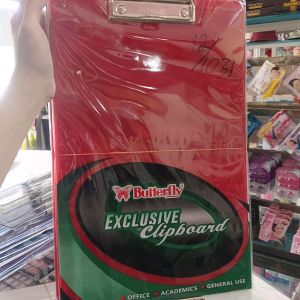 Butterfly
EXCLUSIVE
Clipboard
OFFICE • ACADEMICS • GENERAL USE